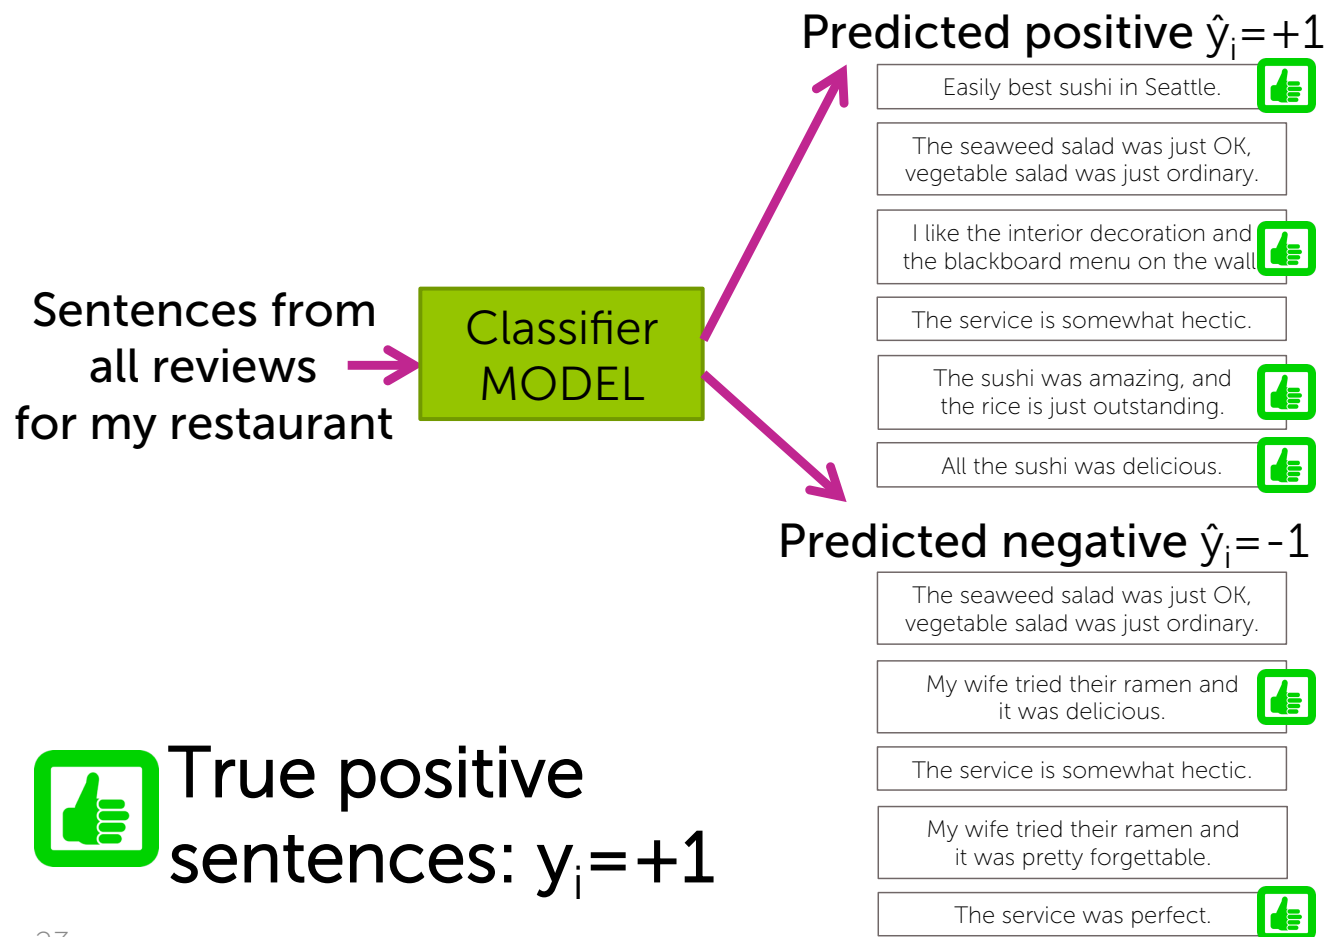 Predicted positive ŷi=+1
Easily best sushi in Seattle.
The seaweed salad was just OK,
vegetable salad was just ordinary.
I like the interior decoration and
the blackboard menu on the wall
The service is somewhat hectic.
The sushi was amazing, and
the rice is just outstanding.
All the sushi was delicious.
Sentences from
all reviews
for my restaurant
Classifier
MODEL
Predicted negative ŷi=-1
The seaweed salad was just OK,
vegetable salad was just ordinary.
My wife tried their ramen and
it was delicious.
The service is somewhat hectic.
My wife tried their ramen and
it was pretty forgettable.
The service was perfect.
True positive
sentences: yi=+1